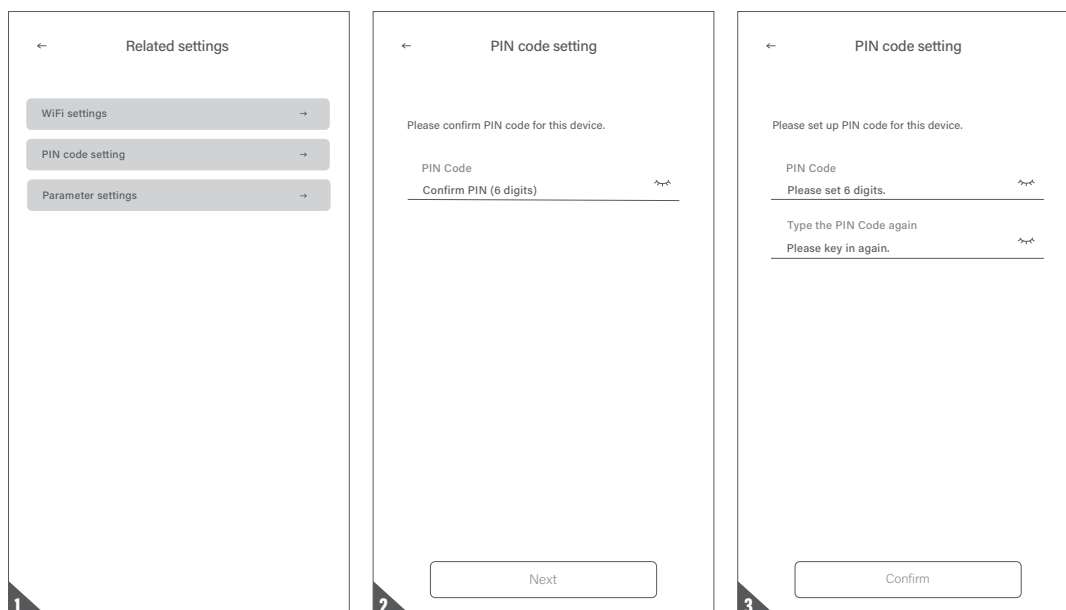 ← Related settings
WiFi settings →
PIN code setting →
Parameter settings →
1
← PIN code setting
Please confirm PIN code for this device.
PIN Code
Confirm PIN (6 digits)
Next
2
← PIN code setting
Please set up PIN code for this device.
PIN Code
Please set 6 digits.
Type the PIN Code again
Please key in again.
Confirm
3